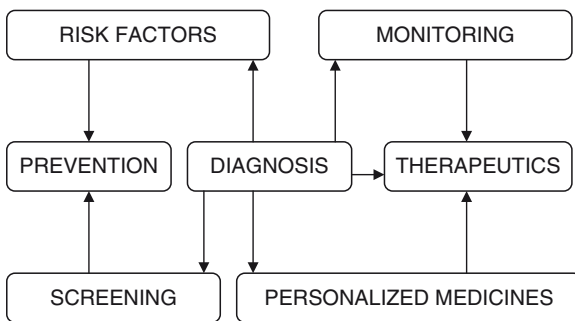 RISK FACTORS
MONITORING
PREVENTION
DIAGNOSIS
THERAPEUTICS
SCREENING
PERSONALIZED MEDICINES